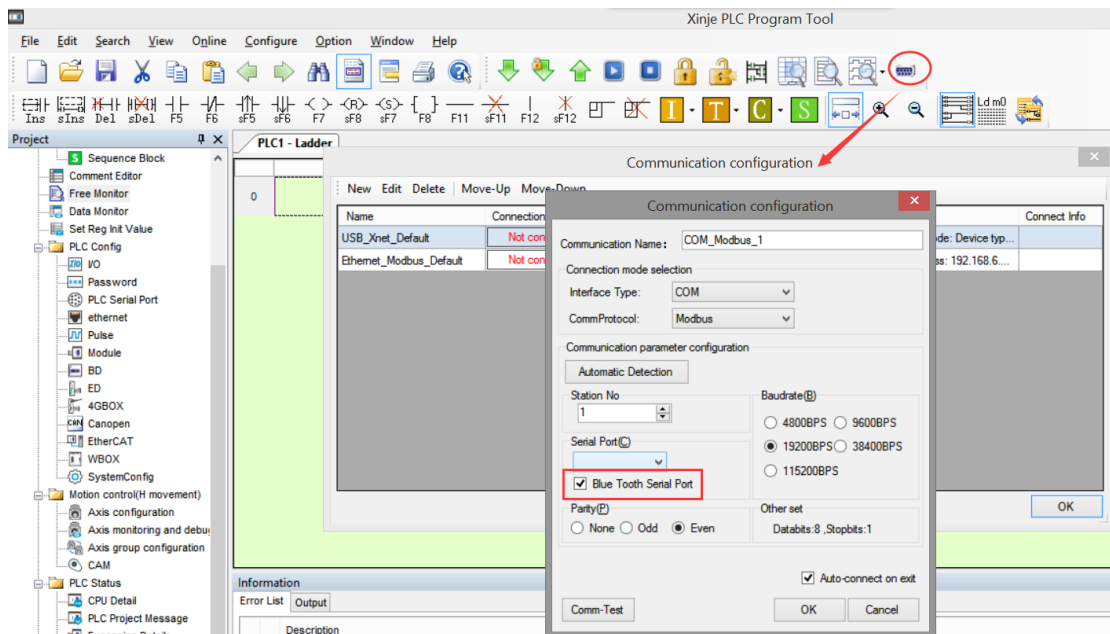 Xinje PLC Program Tool
File Edit Search View Online Configure Option Window Help
Ins sIns Del sDel F5 F6 sF5 sF6 F7 sF8 sF7 F8 F11 sF11 F12 sF12 I T C S Ld m0
Project
Sequence Block
Comment Editor
Free Monitor
Data Monitor
Set Reg Init Value
PLC Config
I/O
Password
PLC Serial Port
ethernet
Pulse
Module
BD
ED
4GBOX
Canopen
EtherCAT
WBOX
SystemConfig
Motion control(H movement)
Axis configuration
Axis monitoring and debu
Axis group configuration
CAM
PLC Status
CPU Detail
PLC Project Message
PLC1 - Ladder
0
Communication configuration
New Edit Delete Move-Up Move-Down
Name Connection Connect Info
USB_Xnet_Default Not con de: Device typ...
Ethernet_Modbus_Default Not con ss: 192.168.6....
OK
Communication configuration
Communication Name: COM_Modbus_1
Connection mode selection
Interface Type: COM
CommProtocol: Modbus
Communication parameter configuration
Automatic Detection
Station No
1
Serial Port(C)
Blue Tooth Serial Port
Parity(P)
None Odd Even
Baudrate(B)
4800BPS 9600BPS
19200BPS 38400BPS
115200BPS
Other set
Databits:8 ,Stopbits:1
Auto-connect on exit
Comm-Test OK Cancel
Information
Error List Output
Description